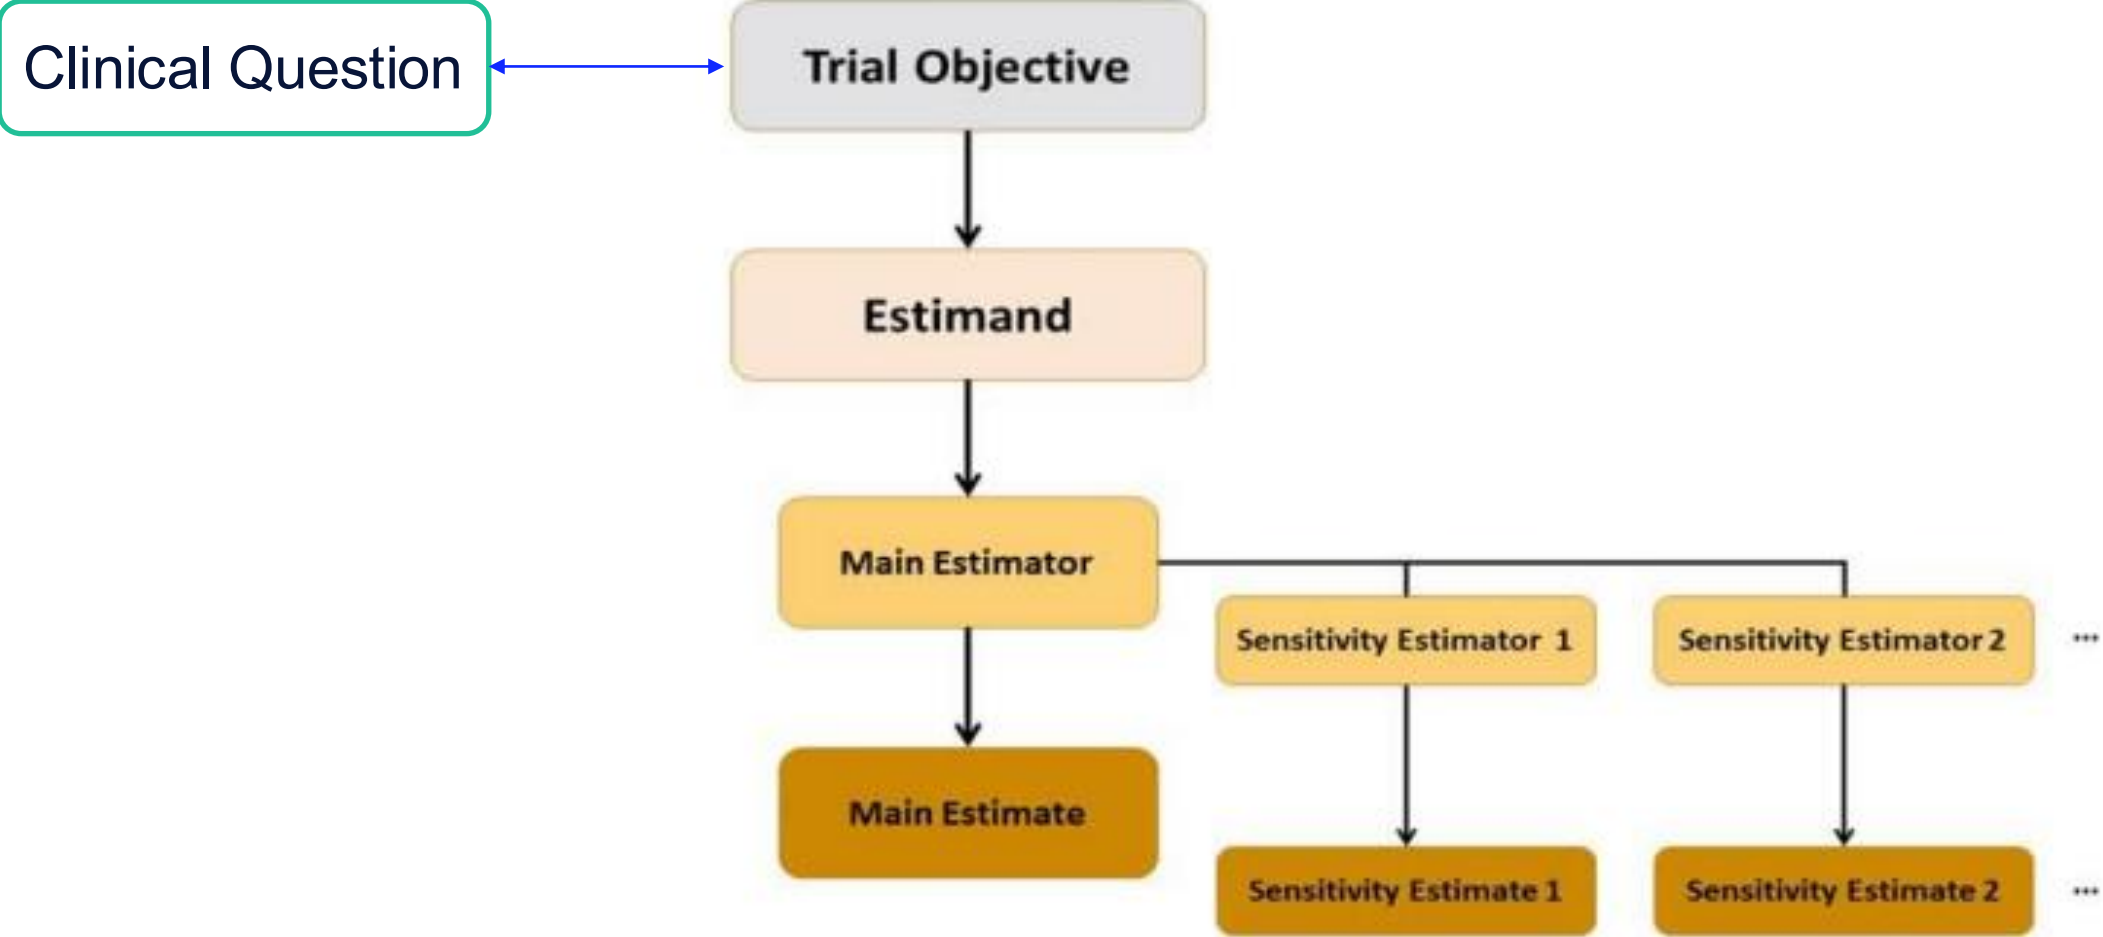 Clinical Question
Trial Objective
Estimand
Main Estimator
Sensitivity Estimator 1
Sensitivity Estimator 2
...
Main Estimate
Sensitivity Estimate 1
Sensitivity Estimate 2
...